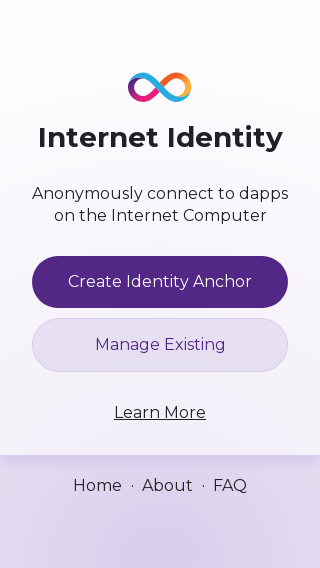 Internet Identity
Anonymously connect to dapps
on the Internet Computer
Create Identity Anchor
Manage Existing
Learn More
Home · About · FAQ